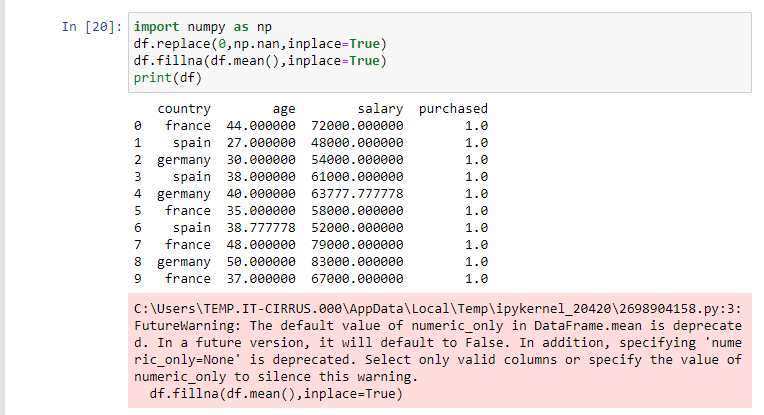 In [20]: import numpy as np
df.replace(0,np.nan,inplace=True)
df.fillna(df.mean(),inplace=True)
print(df)
country age salary purchased
0 france 44.000000 72000.000000 1.0
1 spain 27.000000 48000.000000 1.0
2 germany 30.000000 54000.000000 1.0
3 spain 38.000000 61000.000000 1.0
4 germany 40.000000 63777.777778 1.0
5 france 35.000000 58000.000000 1.0
6 spain 38.777778 52000.000000 1.0
7 france 48.000000 79000.000000 1.0
8 germany 50.000000 83000.000000 1.0
9 france 37.000000 67000.000000 1.0
C:\Users\TEMP.IT-CIRRUS.000\AppData\Local\Temp\ipykernel_20420\2698904158.py:3:
FutureWarning: The default value of numeric_only in DataFrame.mean is deprecate
d. In a future version, it will default to False. In addition, specifying 'nume
ric_only=None' is deprecated. Select only valid columns or specify the value of
numeric_only to silence this warning.
df.fillna(df.mean(),inplace=True)